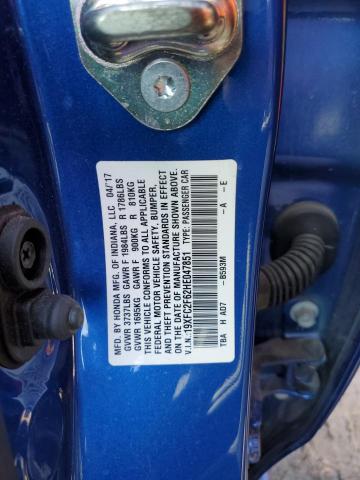 MFD. BY HONDA MFG. OF INDIANA, LLC 04/17
GVWR 3737LBS GAWR F 1984LBS R 1786LBS
GVWR 1695KG GAWR F 900KG R 810KG
THIS VEHICLE CONFORMS TO ALL APPLICABLE
FEDERAL MOTOR VEHICLE SAFETY, BUMPER,
AND THEFT PREVENTION STANDARDS IN EFFECT
ON THE DATE OF MANUFACTURE SHOWN ABOVE.
V.I.N. 19XFC2F62HE047851 TYPE: PASSENGER CAR
TBA H AD7 -B593M -A -E